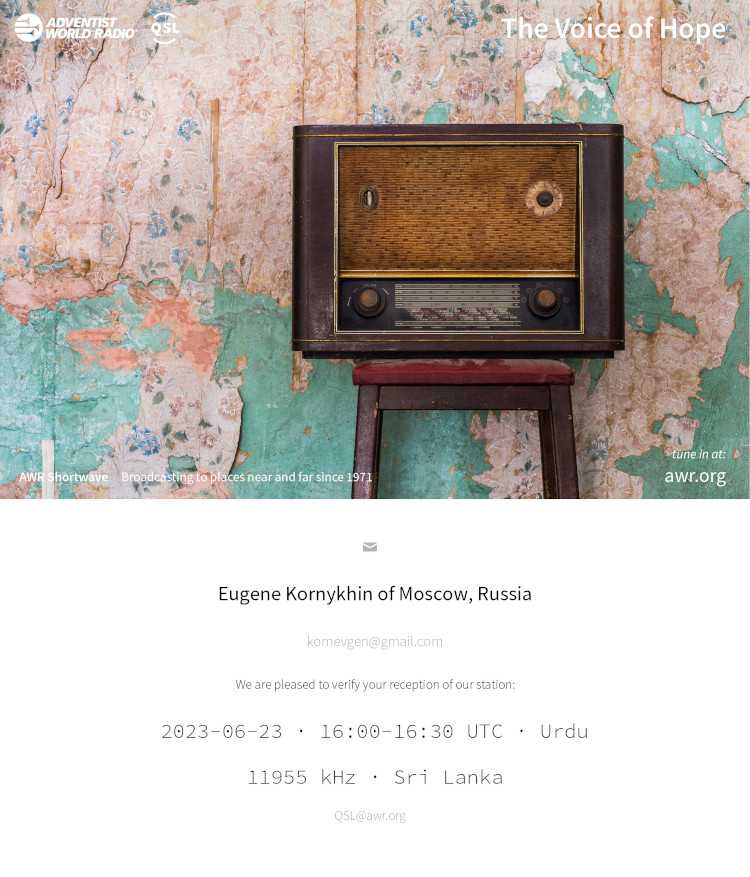 ADVENTIST
WORLD RADIO
QSL
The Voice of Hope
tune in at:
AWR Shortwave Broadcasting to places near and far since 1971
awr.org
Eugene Kornykhin of Moscow, Russia
kornevgen@gmail.com
We are pleased to verify your reception of our station:
2023-06-23 · 16:00-16:30 UTC · Urdu
11955 kHz · Sri Lanka
QSL@awr.org